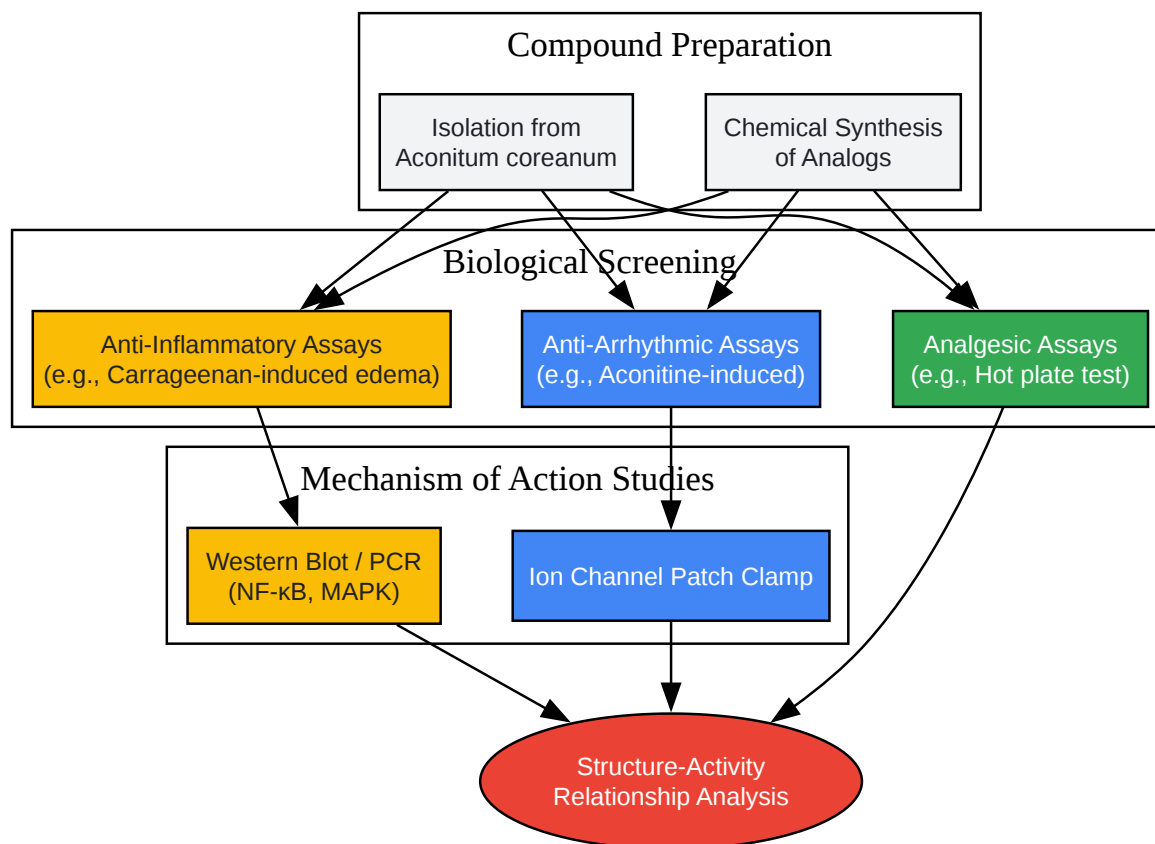 Compound Preparation
Isolation from
Aconitum coreanum
Chemical Synthesis
of Analogs
Biological Screening
Anti-Inflammatory Assays
(e.g., Carrageenan-induced edema)
Anti-Arrhythmic Assays
(e.g., Aconitine-induced)
Analgesic Assays
(e.g., Hot plate test)
Mechanism of Action Studies
Western Blot / PCR
(NF-κB, MAPK)
Ion Channel Patch Clamp
Structure-Activity
Relationship Analysis